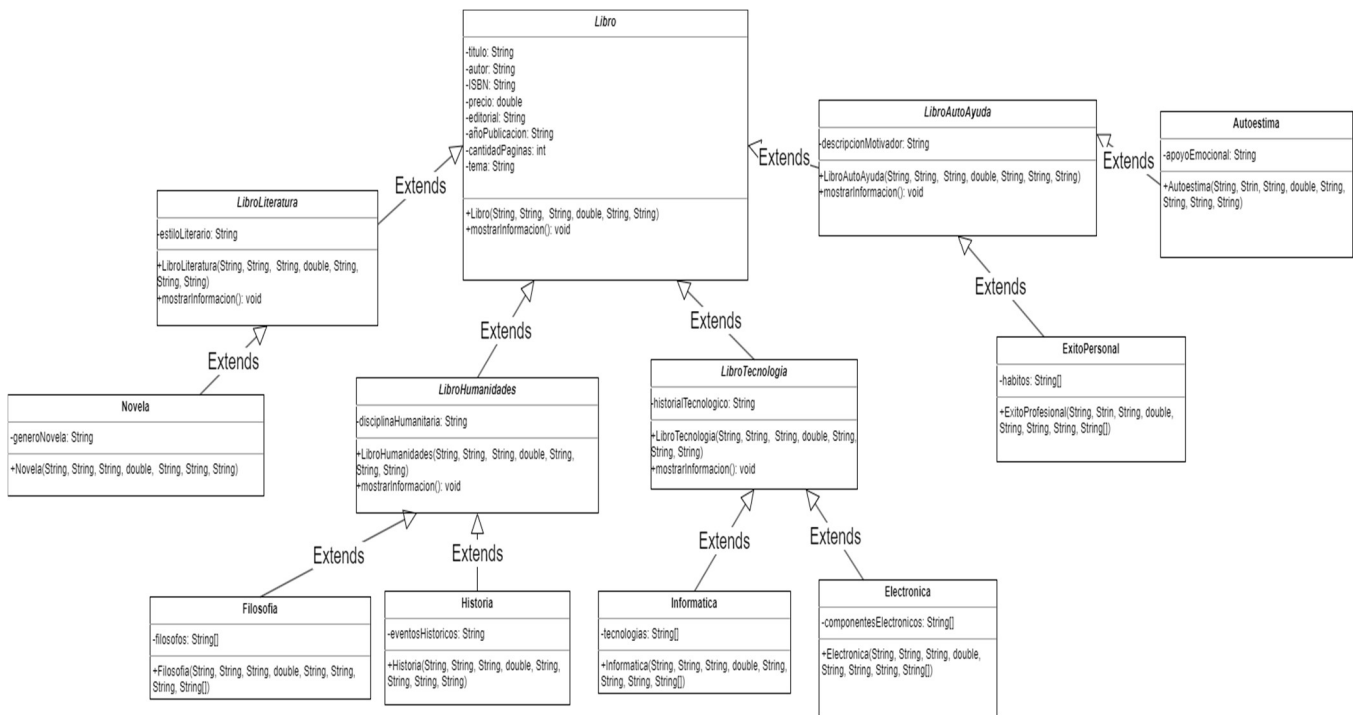 Libro
-titulo: String
-autor: String
-ISBN: String
-precio: double
-editorial: String
-añoPublicacion: String
-cantidadPaginas: int
-tema: String
+Libro(String, String, String, double, String, String)
+mostrarInformacion(): void
LibroAutoAyuda
-descripcionMotivador: String
+LibroAutoAyuda(String, String, String, double, String, String, String)
+mostrarInformacion(): void
Autoestima
-apoyoEmocional: String
+Autoestima(String, Strin, String, double, String,
String, String, String)
Extends
Extends
Extends
LibroLiteratura
-estiloLiterario: String
+LibroLiteratura(String, String, String, double, String,
String, String)
+mostrarInformacion(): void
Extends
Extends
Extends
Extends
ExitoPersonal
-habitos: String[]
+ExitoProfesional(String, Strin, String, double,
String, String, String, String[])
Novela
-generoNovela: String
+Novela(String, String, String, double, String, String, String)
LibroHumanidades
-disciplinaHumanitaria: String
+LibroHumanidades(String, String, String, double, String,
String, String)
+mostrarInformacion(): void
LibroTecnologia
-historialTecnologico: String
+LibroTecnologia(String, String, String, double, String,
String, String)
+mostrarInformacion(): void
Extends
Extends
Extends
Extends
Filosofia
-filosofos: String[]
+Filosofia(String, String, String, double, String, String,
String, String[])
Historia
-eventosHistoricos: String
+Historia(String, String, String, double, String,
String, String, String)
Informatica
-tecnologias: String[]
+Informatica(String, String, String, double, String,
String, String, String[])
Electronica
-componentesElectronicos: String[]
+Electronica(String, String, String, double,
String, String, String, String[])